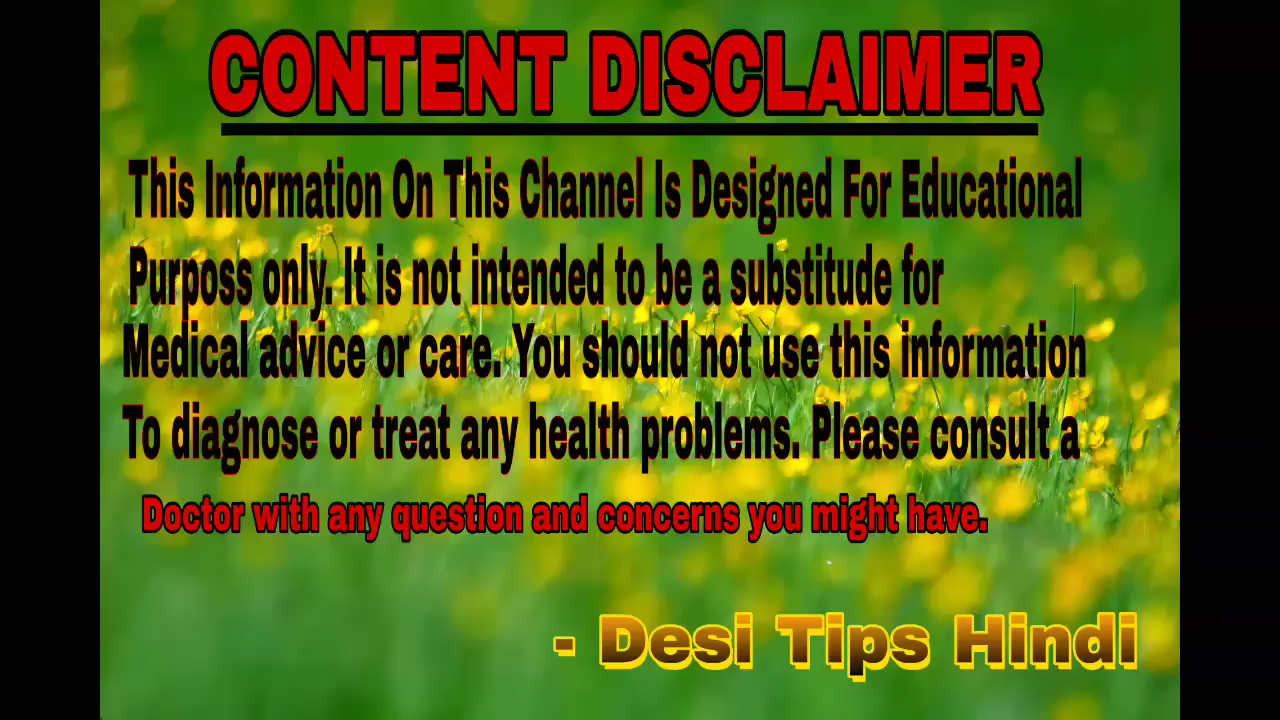 CONTENT DISCLAIMER
This Information On This Channel Is Designed For Educational
Purposs only. It is not intended to be a substitude for
Medical advice or care. You should not use this information
To diagnose or treat any health problems. Please consult a
Doctor with any question and concerns you might have.
- Desi Tips Hindi